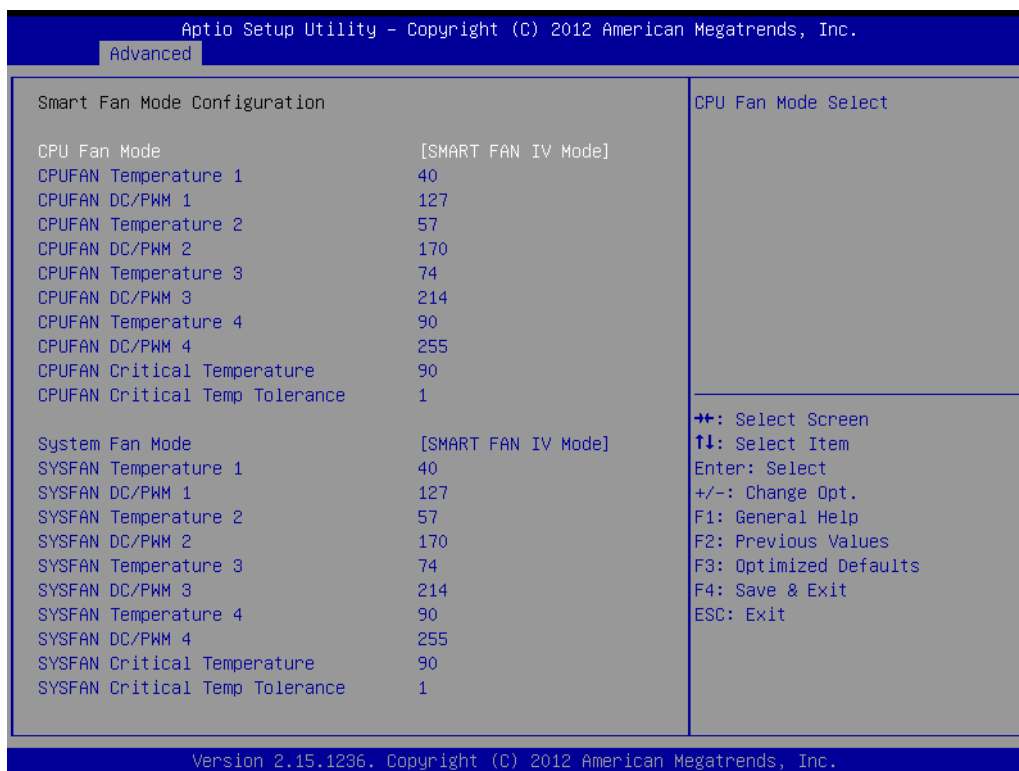 Aptio Setup Utility – Copyright (C) 2012 American Megatrends, Inc.
Advanced
Smart Fan Mode Configuration
CPU Fan Mode [SMART FAN IV Mode]
CPUFAN Temperature 1 40
CPUFAN DC/PWM 1 127
CPUFAN Temperature 2 57
CPUFAN DC/PWM 2 170
CPUFAN Temperature 3 74
CPUFAN DC/PWM 3 214
CPUFAN Temperature 4 90
CPUFAN DC/PWM 4 255
CPUFAN Critical Temperature 90
CPUFAN Critical Temp Tolerance 1
System Fan Mode [SMART FAN IV Mode]
SYSFAN Temperature 1 40
SYSFAN DC/PWM 1 127
SYSFAN Temperature 2 57
SYSFAN DC/PWM 2 170
SYSFAN Temperature 3 74
SYSFAN DC/PWM 3 214
SYSFAN Temperature 4 90
SYSFAN DC/PWM 4 255
SYSFAN Critical Temperature 90
SYSFAN Critical Temp Tolerance 1
CPU Fan Mode Select
→←: Select Screen
↑↓: Select Item
Enter: Select
+/-: Change Opt.
F1: General Help
F2: Previous Values
F3: Optimized Defaults
F4: Save & Exit
ESC: Exit
Version 2.15.1236. Copyright (C) 2012 American Megatrends, Inc.